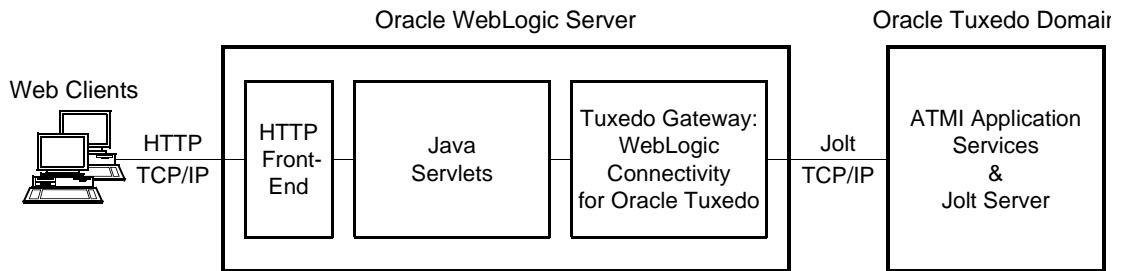 Oracle WebLogic Server
Oracle Tuxedo Domain
Web Clients
HTTP
TCP/IP
HTTP
Front-
End
Java
Servlets
Tuxedo Gateway:
WebLogic
Connectivity
for Oracle Tuxedo
Jolt
TCP/IP
ATMI Application
Services
&
Jolt Server